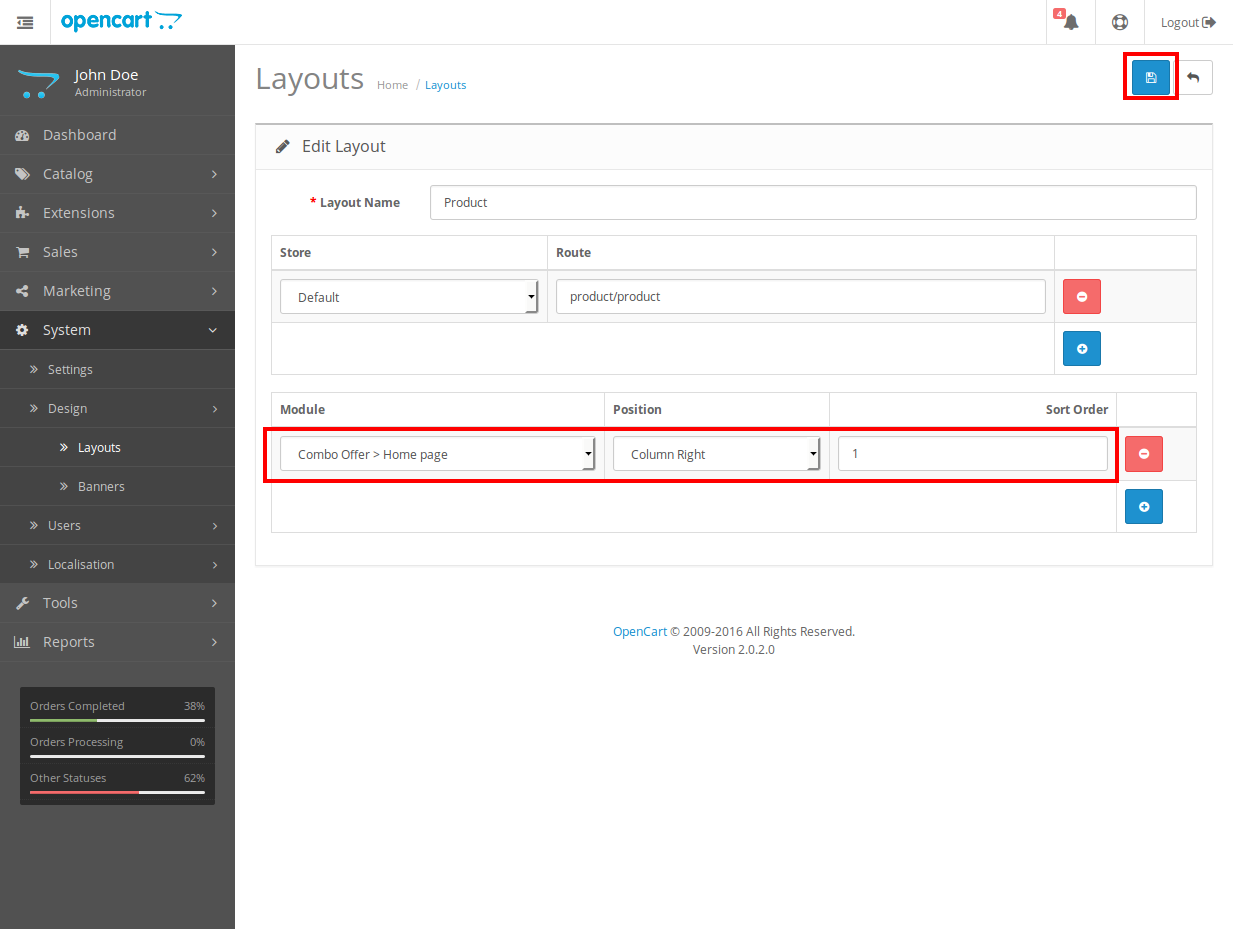 opencart
4
Logout
John Doe
Administrator
Dashboard
Catalog
Extensions
Sales
Marketing
System
Settings
Design
Layouts
Banners
Users
Localisation
Tools
Reports
Orders Completed 38%
Orders Processing 0%
Other Statuses 62%
Layouts Home / Layouts
Edit Layout
* Layout Name Product
Store Route
Default product/product
Module Position Sort Order
Combo Offer > Home page Column Right 1
OpenCart © 2009-2016 All Rights Reserved.
Version 2.0.2.0